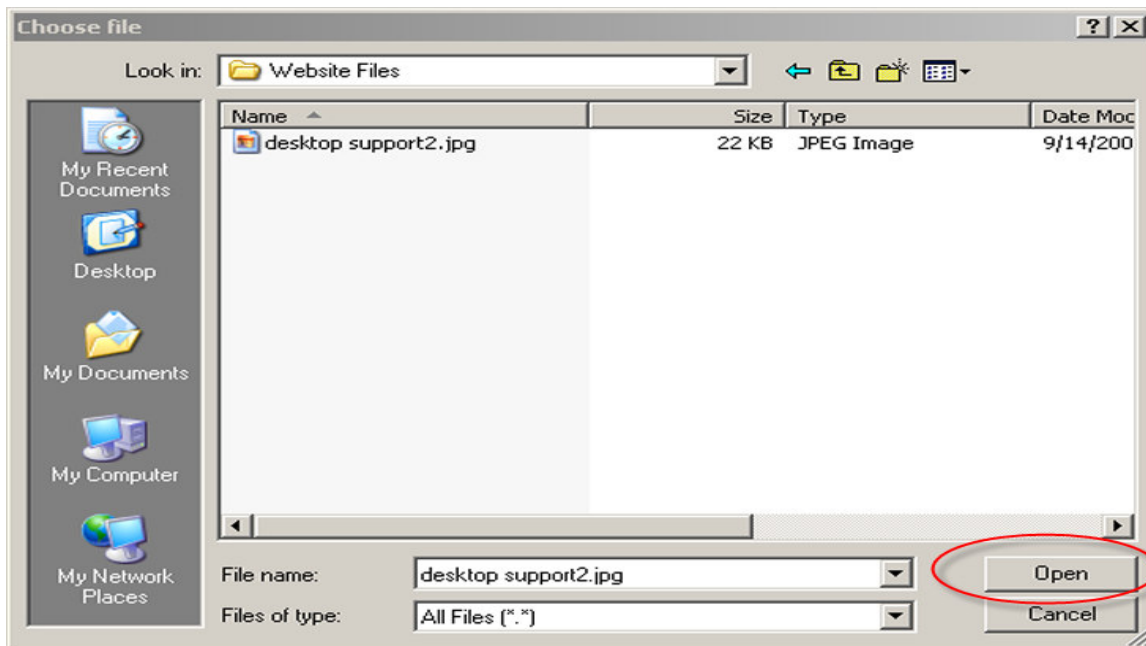 Choose file
Look in: Website Files
Name Size Type Date Moc
desktop support2.jpg 22 KB JPEG Image 9/14/200
My Recent
Documents
Desktop
My Documents
My Computer
My Network
Places
File name: desktop support2.jpg Open
Files of type: All Files (*.*) Cancel